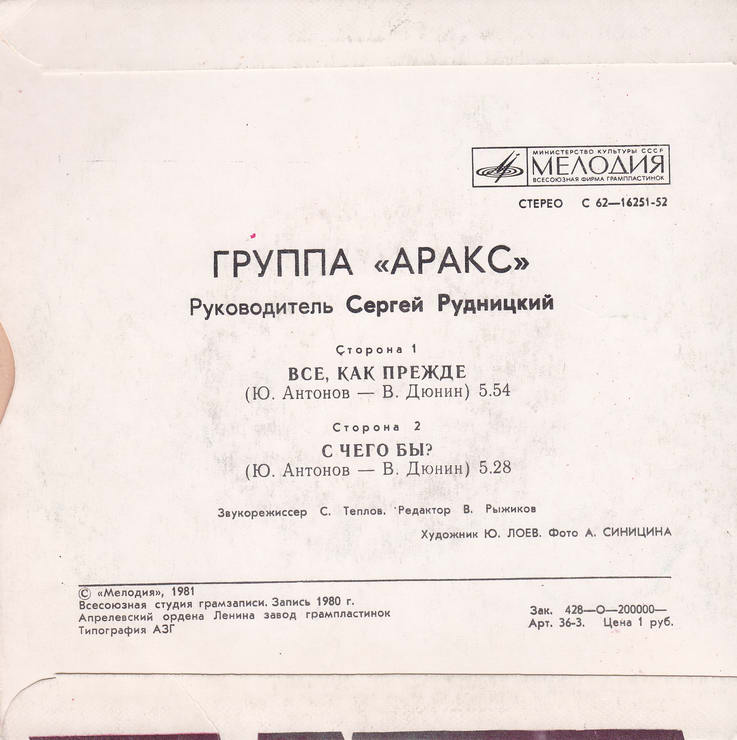 МИНИСТЕРСТВО КУЛЬТУРЫ СССР
МЕЛОДИЯ
ВСЕСОЮЗНАЯ ФИРМА ГРАМПЛАСТИНОК
СТЕРЕО С 62—16251-52
ГРУППА «АРАКС»
Руководитель Сергей Рудницкий
Сторона 1
ВСЕ, КАК ПРЕЖДЕ
(Ю. Антонов — В. Дюнин) 5.54
Сторона 2
С ЧЕГО БЫ?
(Ю. Антонов — В. Дюнин) 5.28
Звукорежиссер С. Теплов. Редактор В. Рыжиков
Художник Ю. ЛОЕВ. Фото А. СИНИЦИНА
© «Мелодия», 1981
Всесоюзная студия грамзаписи. Запись 1980 г.
Апрелевский ордена Ленина завод грампластинок
Типография АЗГ
Зак. 428—О—200000—
Арт. 36-3. Цена 1 руб.